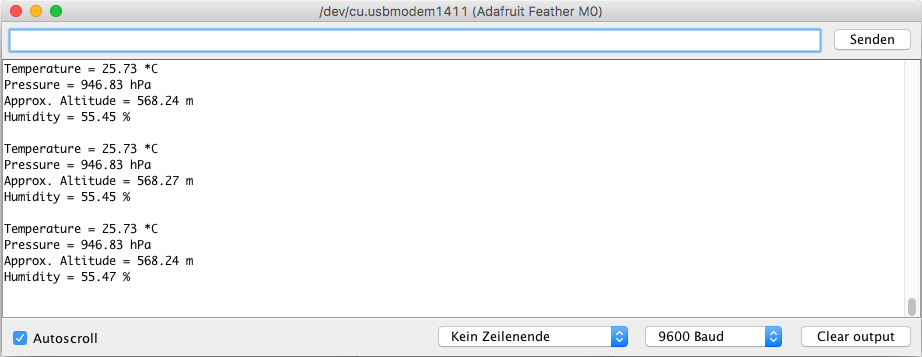 /dev/cu.usbmodem1411 (Adafruit Feather M0)
Senden
Temperature = 25.73 *C
Pressure = 946.83 hPa
Approx. Altitude = 568.24 m
Humidity = 55.45 %
Temperature = 25.73 *C
Pressure = 946.83 hPa
Approx. Altitude = 568.27 m
Humidity = 55.45 %
Temperature = 25.73 *C
Pressure = 946.83 hPa
Approx. Altitude = 568.24 m
Humidity = 55.47 %
Autoscroll
Kein Zeilenende
9600 Baud
Clear output